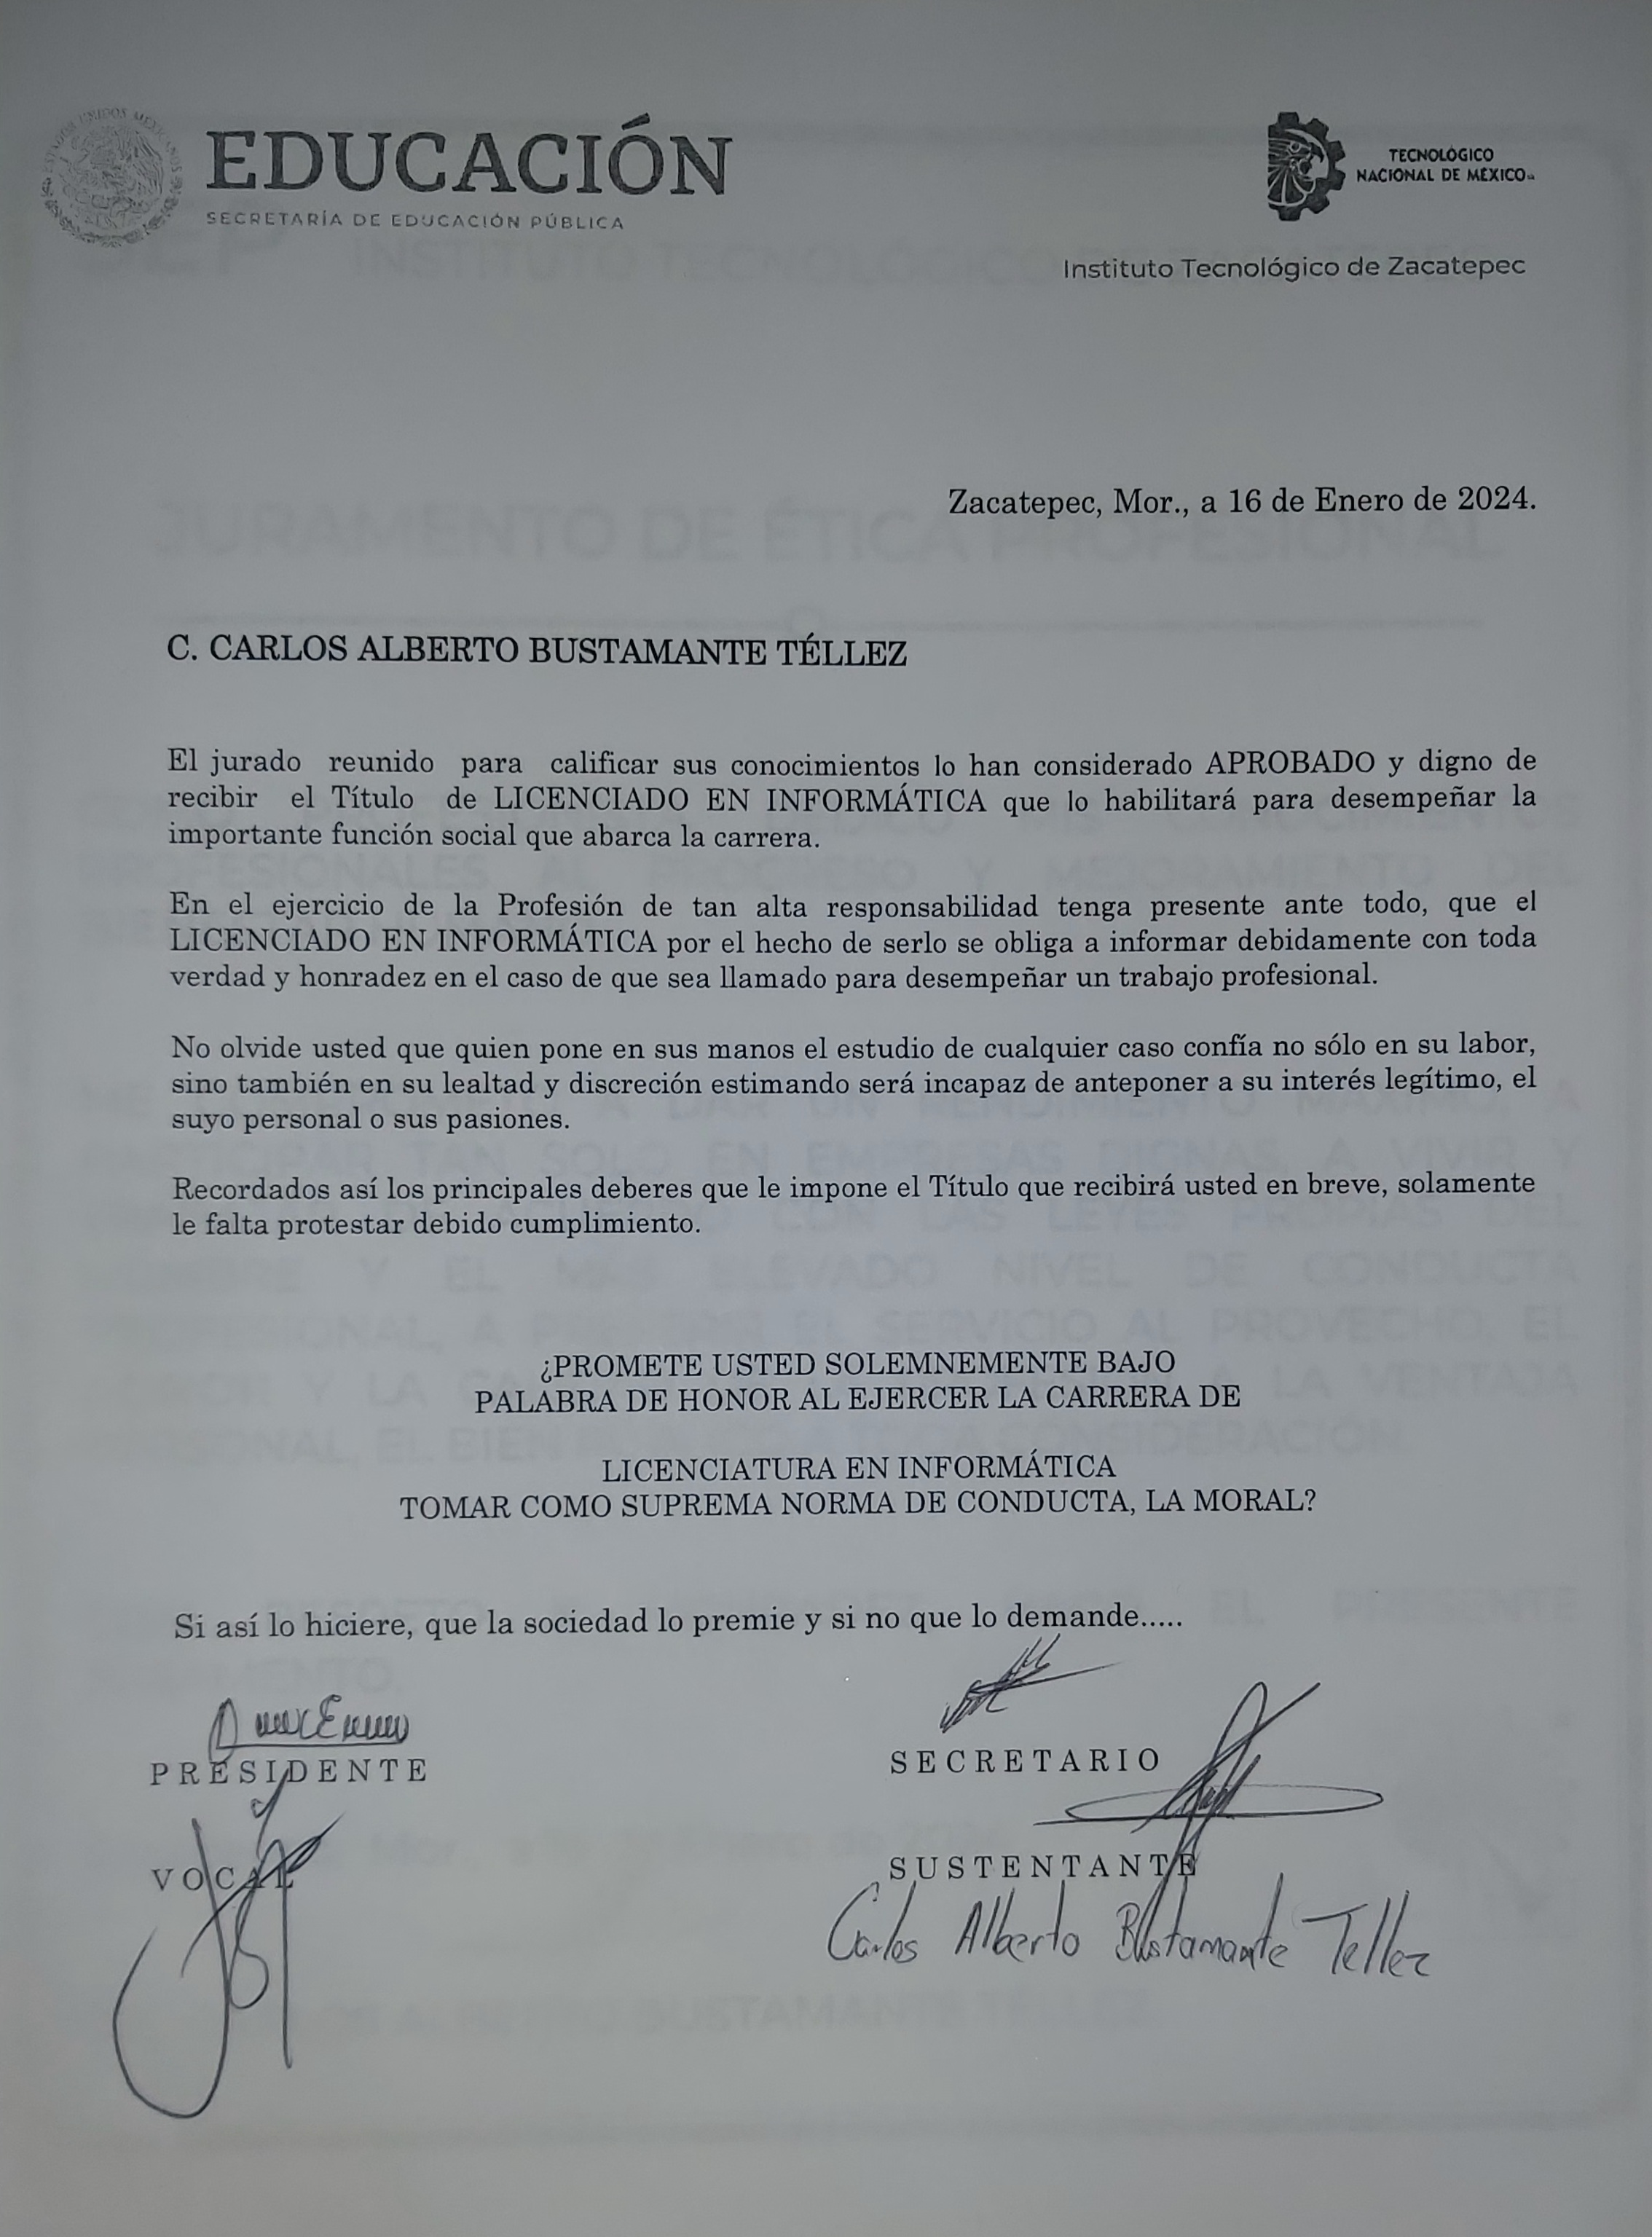 ESTADOS UNIDOS MEXICANOS
EDUCACIÓN
SECRETARÍA DE EDUCACIÓN PÚBLICA
TECNOLÓGICO
NACIONAL DE MÉXICO
Instituto Tecnológico de Zacatepec
Zacatepec, Mor., a 16 de Enero de 2024.
JURAMENTO DE ÉTICA PROFESIONAL
C. CARLOS ALBERTO BUSTAMANTE TÉLLEZ
El jurado reunido para calificar sus conocimientos lo han considerado APROBADO y digno de
recibir el Título de LICENCIADO EN INFORMÁTICA que lo habilitará para desempeñar la
importante función social que abarca la carrera.
En el ejercicio de la Profesión de tan alta responsabilidad tenga presente ante todo, que el
LICENCIADO EN INFORMÁTICA por el hecho de serlo se obliga a informar debidamente con toda
verdad y honradez en el caso de que sea llamado para desempeñar un trabajo profesional.
No olvide usted que quien pone en sus manos el estudio de cualquier caso confía no sólo en su labor,
sino también en su lealtad y discreción estimando será incapaz de anteponer a su interés legítimo, el
suyo personal o sus pasiones.
Recordados así los principales deberes que le impone el Título que recibirá usted en breve, solamente
le falta protestar debido cumplimiento.
¿PROMETE USTED SOLEMNEMENTE BAJO
PALABRA DE HONOR AL EJERCER LA CARRERA DE
LICENCIATURA EN INFORMÁTICA
TOMAR COMO SUPREMA NORMA DE CONDUCTA, LA MORAL?
Si así lo hiciere, que la sociedad lo premie y si no que lo demande.....
PRESIDENTE
SECRETARIO
VOCAL
SUSTENTANTE
Carlos Alberto Bustamante Tellez